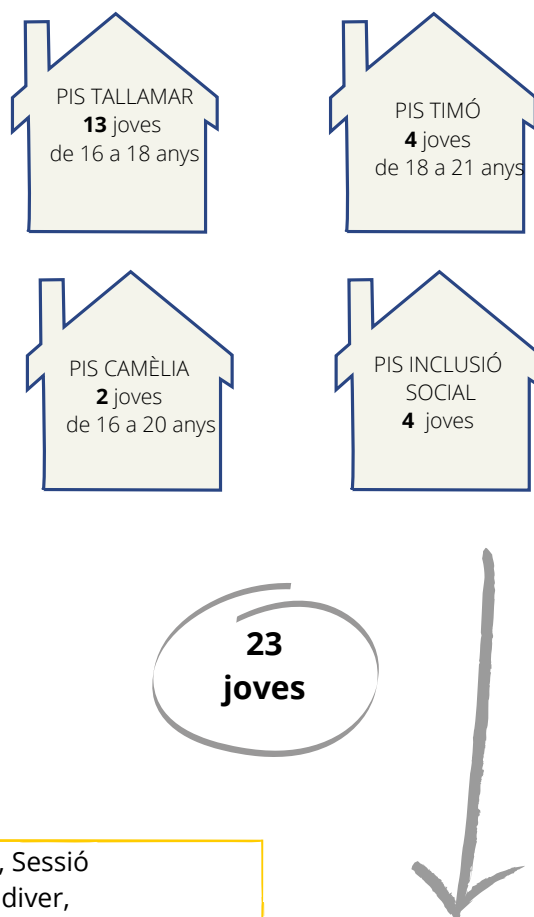 PIS TALLAMAR
13 joves
de 16 a 18 anys
PIS TIMÓ
4 joves
de 18 a 21 anys
PIS CAMÈLIA
2 joves
de 16 a 20 anys
PIS INCLUSIÓ
SOCIAL
4 joves
23
joves
, Sessió
diver,